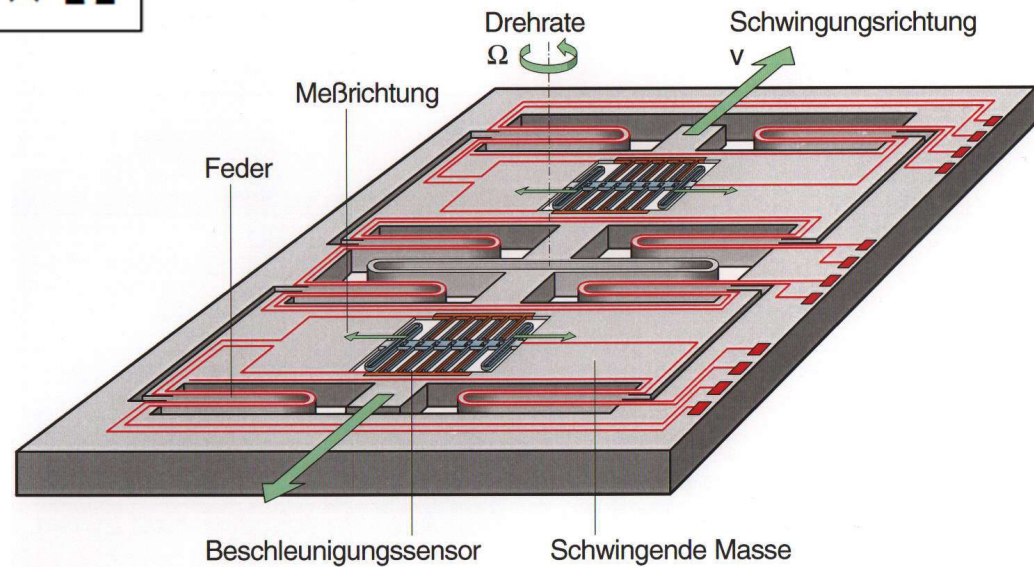 Drehrate
Ω
Schwingungsrichtung
v
Meßrichtung
Feder
Beschleunigungssensor
Schwingende Masse